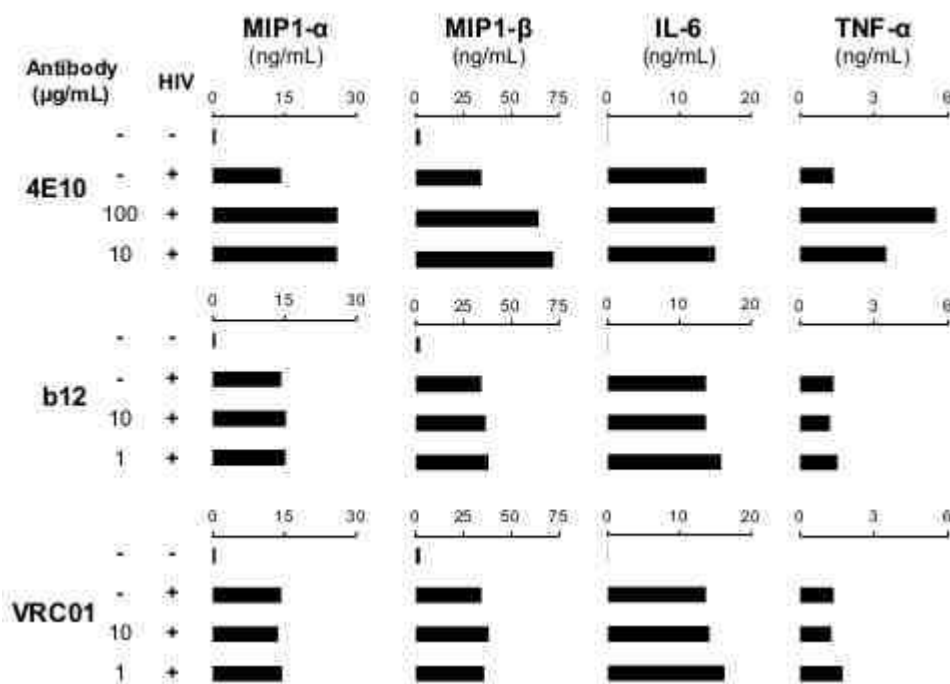 MIP1-α MIP1-β IL-6 TNF-α
(ng/mL) (ng/mL) (ng/mL) (ng/mL)
Antibody
(µg/mL) HIV
0 15 30 0 25 50 75 0 10 20 0 3 6
- -
4E10 - +
100 +
10 +
0 15 30 0 25 50 75 0 10 20 0 3 6
- -
b12 - +
10 +
1 +
0 15 30 0 25 50 75 0 10 20 0 3 6
- -
VRC01 - +
10 +
1 +